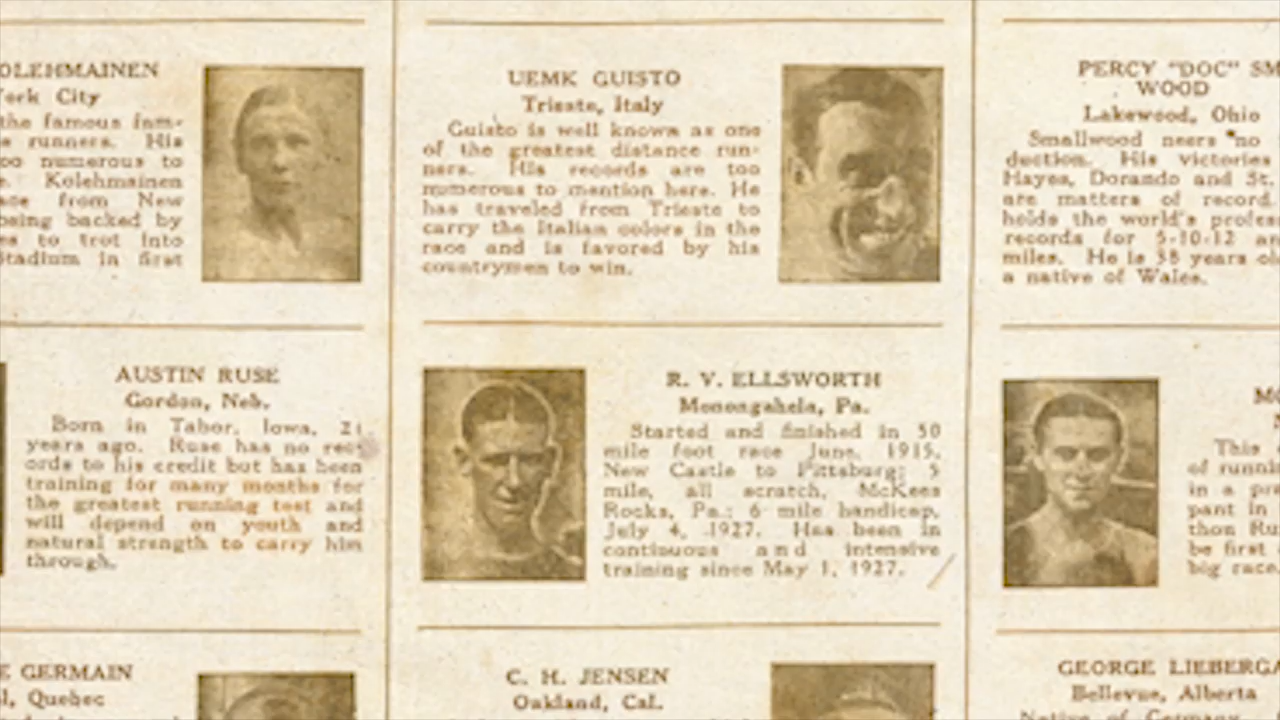 OLEHMAINEN
York City
the famous fam-
e runners. His
oo numerous to
e. Kolehmainen
ace from New
being backed by
es to trot into
Stadium in first
UEMK GUISTO
Trieste, Italy
Guisto is well known as one
of the greatest distance run-
ners. His records are too
numerous to mention here. He
has traveled from Trieste to
carry the Italian colors in the
race and is favored by his
countrymen to win.
PERCY "DOC" SM
WOOD
Lakewood, Ohio
Smallwood neers no
duction. His victories
Hayes, Dorando and St.
are matters of record.
holds the world's profes
records for 5-10-12 an
miles. He is 38 years ol
a native of Wales.
AUSTIN RUSE
Gordon, Neb.
Born in Tabor, Iowa, 21
years ago. Ruse has no rec-
ords to his credit but has been
training for many months for
the greatest running test and
will depend on youth and
natural strength to carry him
through.
R. V. ELLSWORTH
Monongahela, Pa.
Started and finished in 50
mile foot race June, 1915,
New Castle to Pittsburg; 5
mile, all scratch, McKees
Rocks, Pa.; 6 mile handicap,
July 4, 1927. Has been in
continuous and intensive
training since May 1, 1927.
This
of runni
in a pr
pant in
thon Ru
be first
big race.
E GERMAIN
l, Quebec
C. H. JENSEN
Oakland, Cal.
GEORGE LIEBERGA
Bellevue, Alberta
Native of Germany